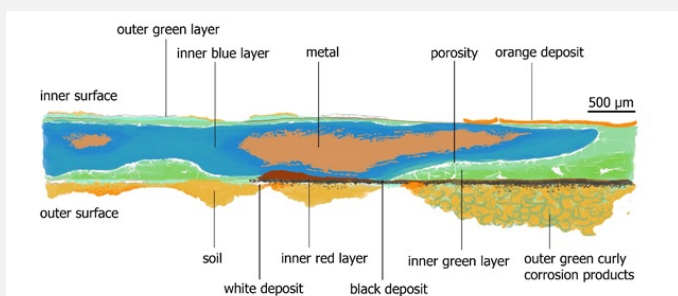 outer green layer
inner blue layer
metal
porosity
orange deposit
500 µm
inner surface
outer surface
soil
inner red layer
inner green layer
outer green curly
corrosion products
white deposit
black deposit